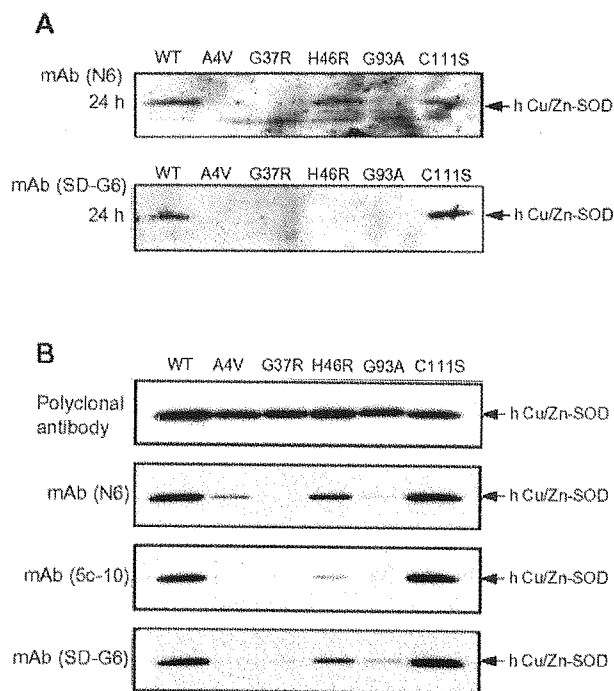 A
WT A4V G37R H46R G93A C111S
mAb (N6)
24 h
h Cu/Zn-SOD
WT A4V G37R H46R G93A C111S
mAb (SD-G6)
24 h
h Cu/Zn-SOD
B
WT A4V G37R H46R G93A C111S
Polyclonal
antibody
h Cu/Zn-SOD
mAb (N6)
h Cu/Zn-SOD
mAb (5c-10)
h Cu/Zn-SOD
mAb (SD-G6)
h Cu/Zn-SOD